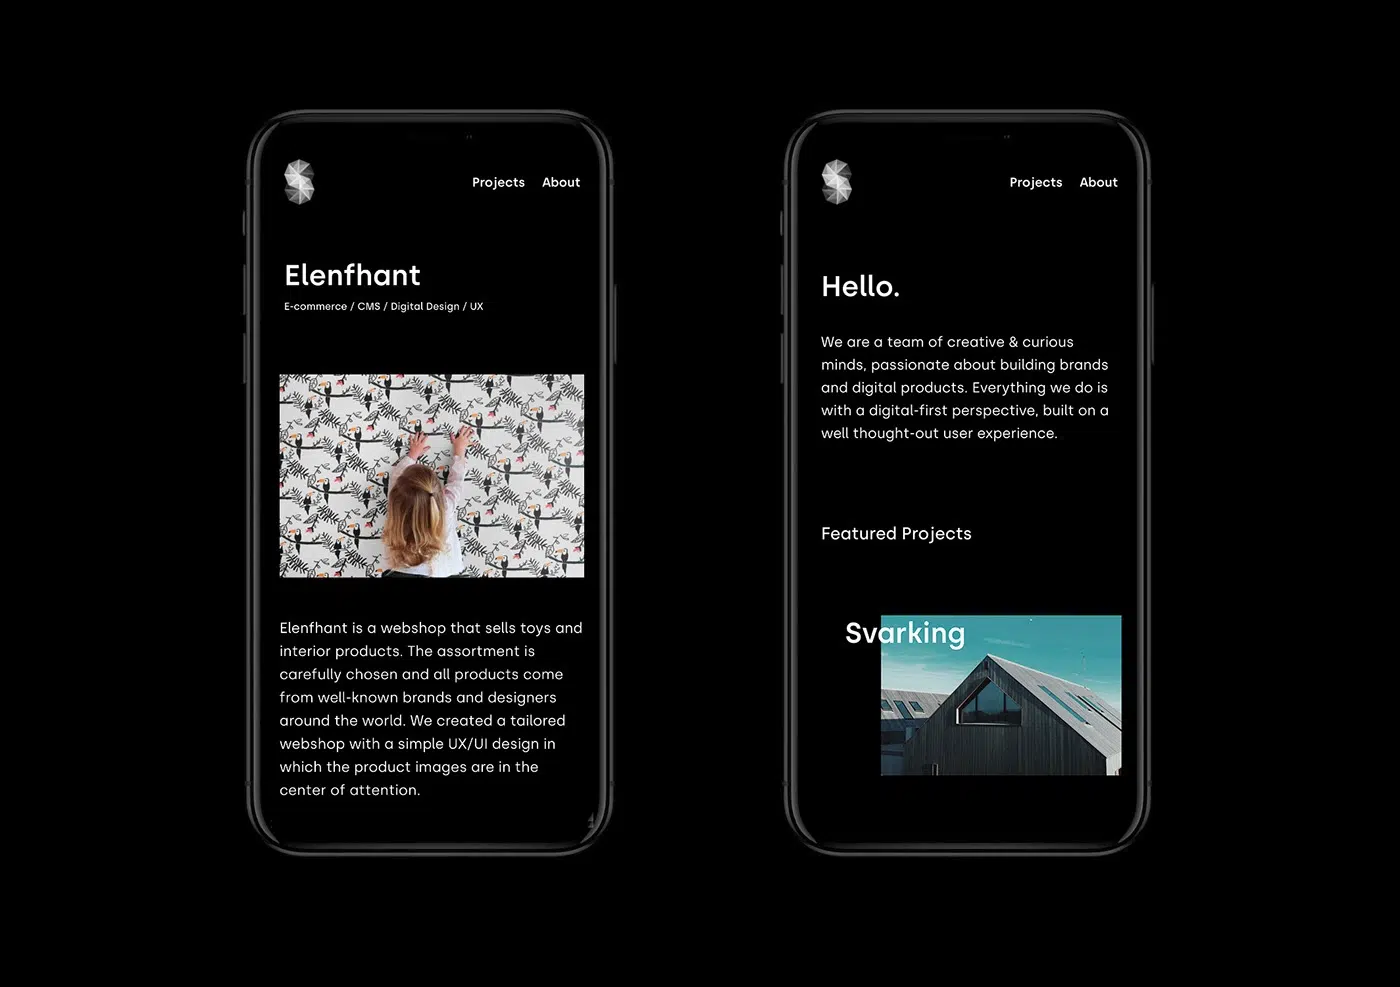 Projects About
Elenfhant
E-commerce / CMS / Digital Design / UX
Elenfhant is a webshop that sells toys and
interior products. The assortment is
carefully chosen and all products come
from well-known brands and designers
around the world. We created a tailored
webshop with a simple UX/UI design in
which the product images are in the
center of attention.
Projects About
Hello.
We are a team of creative & curious
minds, passionate about building brands
and digital products. Everything we do is
with a digital-first perspective, built on a
well thought-out user experience.
Featured Projects
Svarking